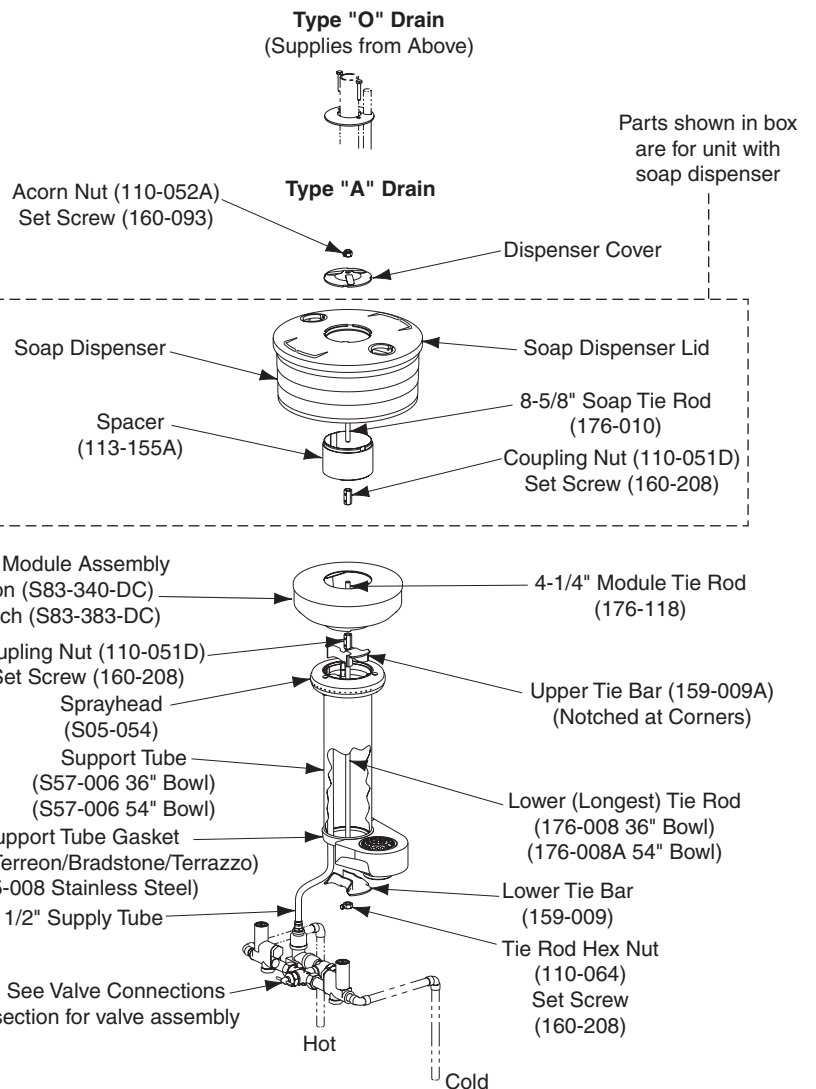 Type "O" Drain
(Supplies from Above)
Parts shown in box
are for unit with
soap dispenser
Acorn Nut (110-052A)
Set Screw (160-093)
Type "A" Drain
Dispenser Cover
Soap Dispenser
Soap Dispenser Lid
8-5/8" Soap Tie Rod
(176-010)
Spacer
(113-155A)
Coupling Nut (110-051D)
Set Screw (160-208)
Module Assembly
(S83-340-DC)
(S83-383-DC)
4-1/4" Module Tie Rod
(176-118)
Nut (110-051D)
Set Screw (160-208)
Sprayhead
(S05-054)
Upper Tie Bar (159-009A)
(Notched at Corners)
Support Tube
(S57-006 36" Bowl)
(S57-006 54" Bowl)
Lower (Longest) Tie Rod
(176-008 36" Bowl)
(176-008A 54" Bowl)
upport Tube Gasket
Terreon/Bradstone/Terrazzo)
5-008 Stainless Steel)
Lower Tie Bar
(159-009)
1/2" Supply Tube
Tie Rod Hex Nut
(110-064)
Set Screw
(160-208)
See Valve Connections
section for valve assembly
Hot
Cold